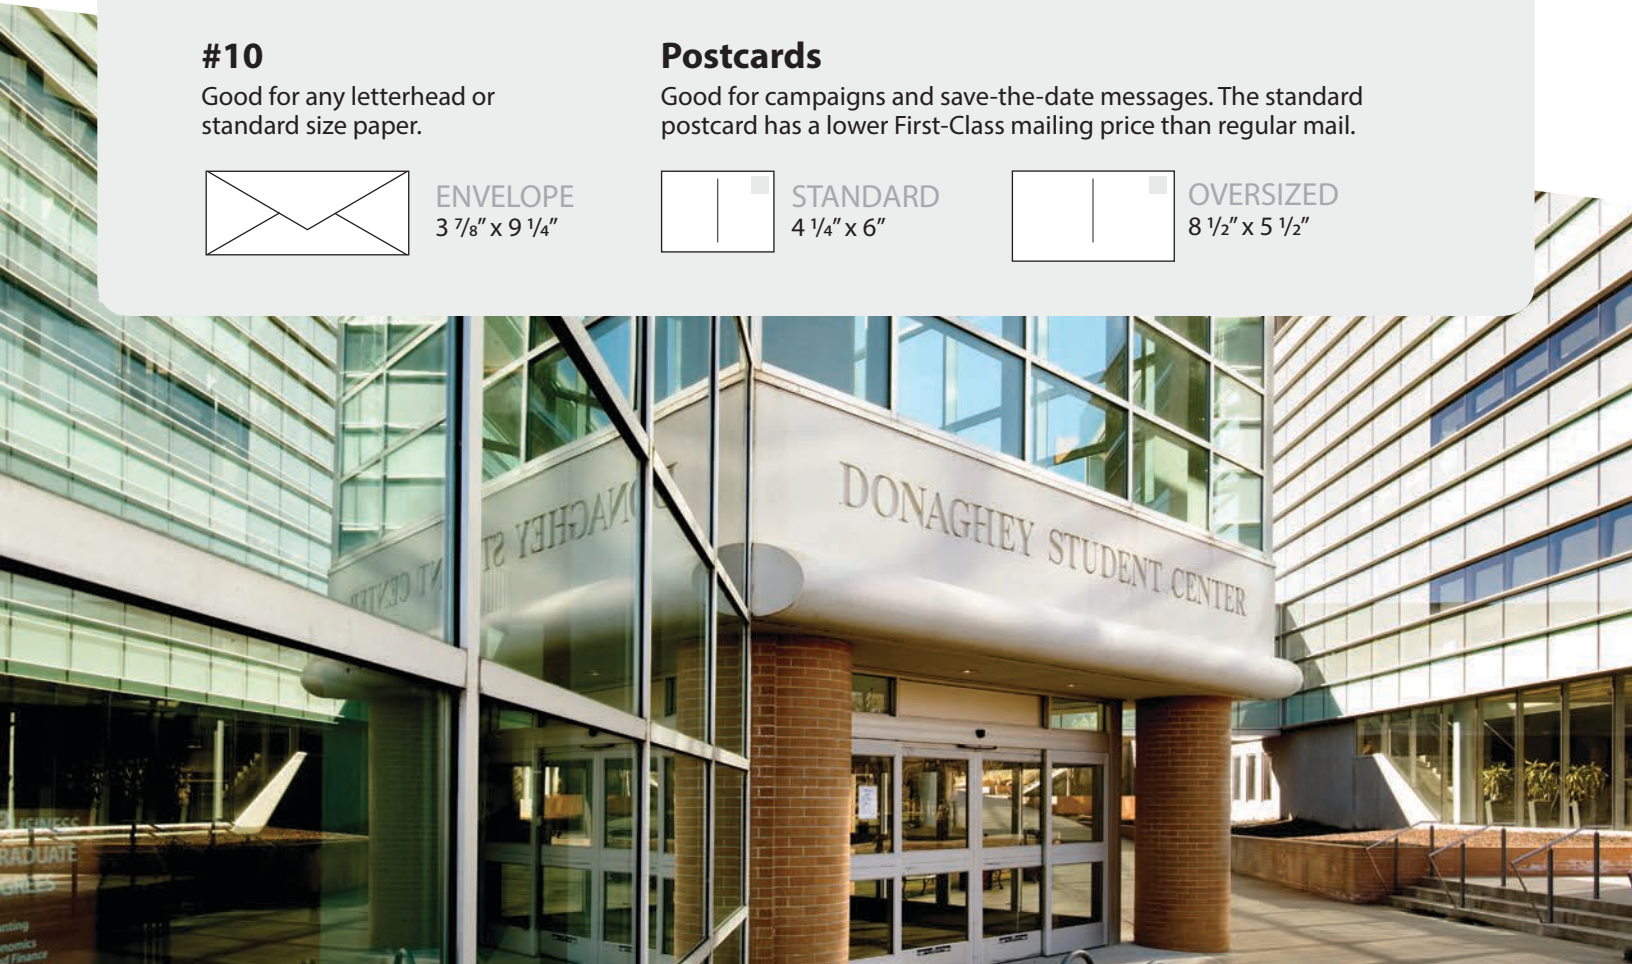 #10
Good for any letterhead or
standard size paper.
ENVELOPE
3 ⅞” x 9 ¼”
Postcards
Good for campaigns and save-the-date messages. The standard
postcard has a lower First-Class mailing price than regular mail.
STANDARD
4 ¼” x 6”
OVERSIZED
8 ½” x 5 ½”
DONAGHEY STUDENT CENTER